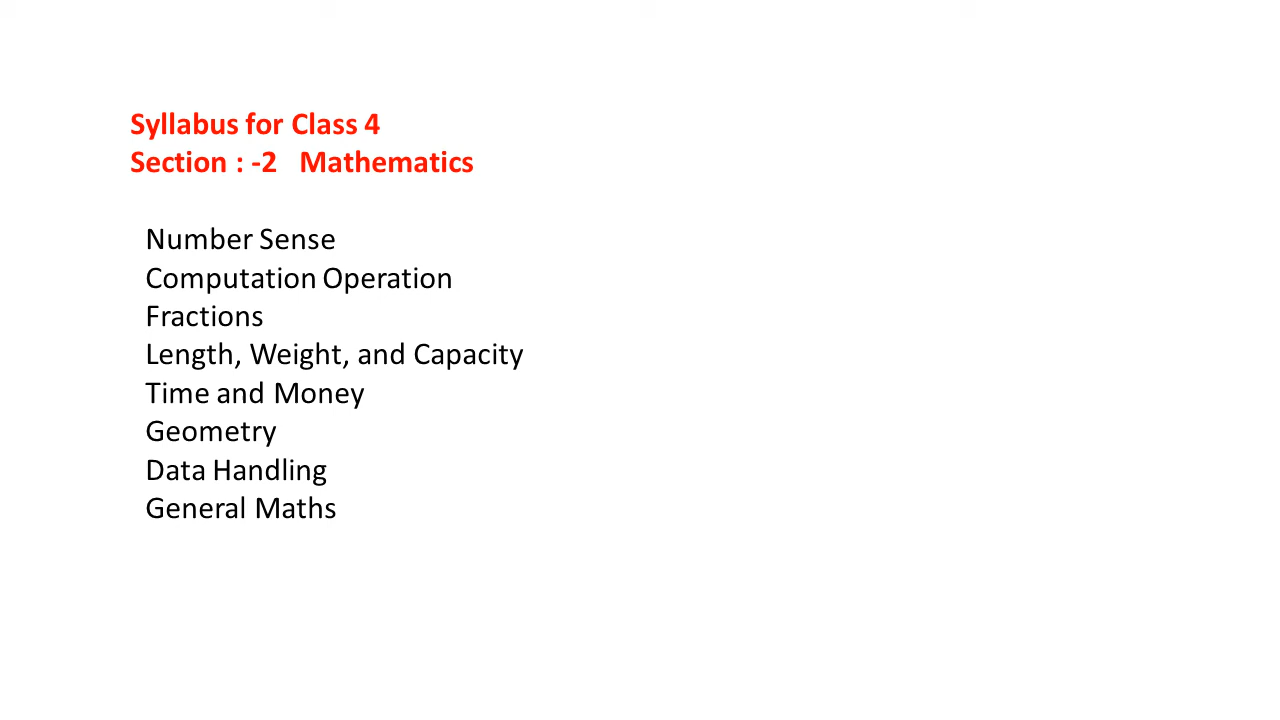 Syllabus for Class 4
Section : -2 Mathematics
Number Sense
Computation Operation
Fractions
Length, Weight, and Capacity
Time and Money
Geometry
Data Handling
General Maths